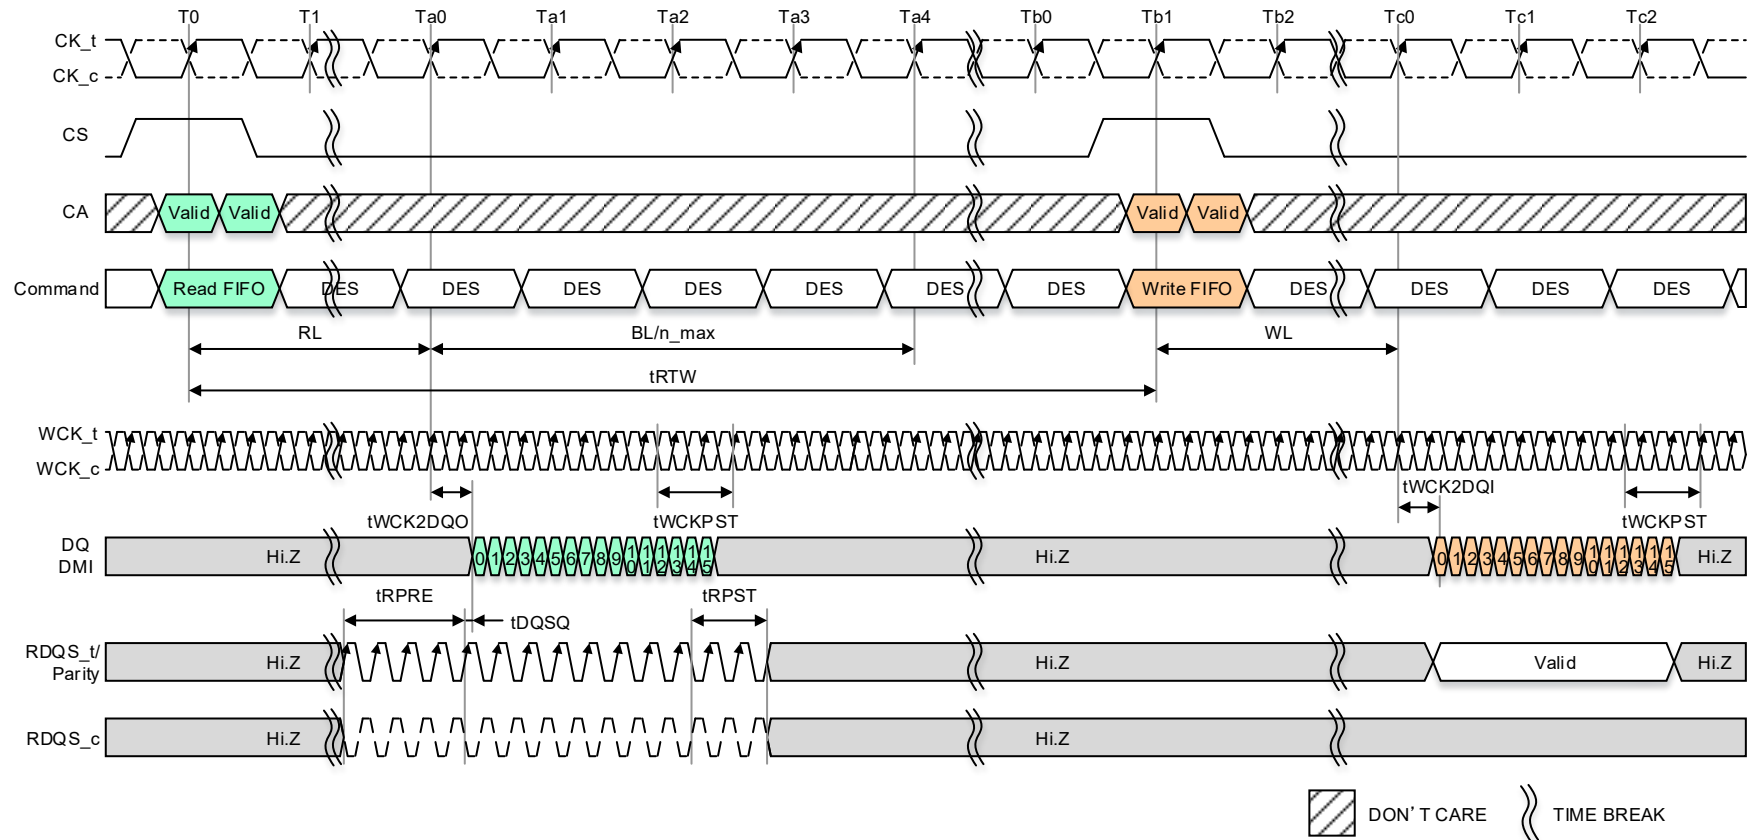 T0 T1 Ta0 Ta1 Ta2 Ta3 Ta4 Tb0 Tb1 Tb2 Tc0 Tc1 Tc2
CK_t
CK_c
CS
CA Valid Valid Valid Valid
Command Read FIFO DES DES DES DES DES DES DES Write FIFO DES DES DES DES
RL BL/n_max WL
tRTW
WCK_t
WCK_c
tWCK2DQI
tWCK2DQO tWCKPST tWCKPST
DQ
DMI
Hi.Z 0 1 2 3 4 5 6 7 8 9 10 11 12 13 14 15 Hi.Z 0 1 2 3 4 5 6 7 8 9 10 11 12 13 14 15 Hi.Z
tRPRE tRPST
tDQSQ
RDQS_t/
Parity
Hi.Z Hi.Z Valid Hi.Z
RDQS_c Hi.Z Hi.Z
DON'T CARE TIME BREAK